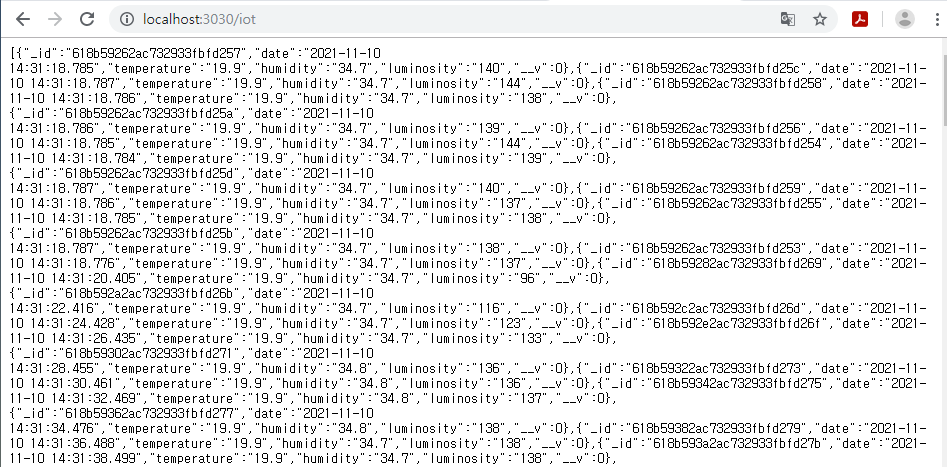 localhost:3030/iot
[{"_id":"618b59262ac732933fbfd257","date":"2021-11-10
14:31:18.785","temperature":"19.9","humidity":"34.7","luminosity":"140","__v":0},{"_id":"618b59262ac732933fbfd25c","date":"2021-11-
10 14:31:18.787","temperature":"19.9","humidity":"34.7","luminosity":"144","__v":0},{"_id":"618b59262ac732933fbfd258","date":"2021-
11-10 14:31:18.786","temperature":"19.9","humidity":"34.7","luminosity":"138","__v":0},
{"_id":"618b59262ac732933fbfd25a","date":"2021-11-10
14:31:18.786","temperature":"19.9","humidity":"34.7","luminosity":"139","__v":0},{"_id":"618b59262ac732933fbfd256","date":"2021-11-
10 14:31:18.785","temperature":"19.9","humidity":"34.7","luminosity":"144","__v":0},{"_id":"618b59262ac732933fbfd254","date":"2021-
11-10 14:31:18.784","temperature":"19.9","humidity":"34.7","luminosity":"139","__v":0},
{"_id":"618b59262ac732933fbfd25d","date":"2021-11-10
14:31:18.787","temperature":"19.9","humidity":"34.7","luminosity":"140","__v":0},{"_id":"618b59262ac732933fbfd259","date":"2021-11-
10 14:31:18.786","temperature":"19.9","humidity":"34.7","luminosity":"137","__v":0},{"_id":"618b59262ac732933fbfd255","date":"2021-
11-10 14:31:18.785","temperature":"19.9","humidity":"34.7","luminosity":"138","__v":0},
{"_id":"618b59262ac732933fbfd25b","date":"2021-11-10
14:31:18.787","temperature":"19.9","humidity":"34.7","luminosity":"138","__v":0},{"_id":"618b59262ac732933fbfd253","date":"2021-11-
10 14:31:18.776","temperature":"19.9","humidity":"34.7","luminosity":"137","__v":0},{"_id":"618b59282ac732933fbfd269","date":"2021-
11-10 14:31:20.405","temperature":"19.9","humidity":"34.7","luminosity":"96","__v":0},
{"_id":"618b592a2ac732933fbfd26b","date":"2021-11-10
14:31:22.416","temperature":"19.9","humidity":"34.7","luminosity":"116","__v":0},{"_id":"618b592c2ac732933fbfd26d","date":"2021-11-
10 14:31:24.428","temperature":"19.9","humidity":"34.7","luminosity":"123","__v":0},{"_id":"618b592e2ac732933fbfd26f","date":"2021-
11-10 14:31:26.435","temperature":"19.9","humidity":"34.7","luminosity":"133","__v":0},
{"_id":"618b59302ac732933fbfd271","date":"2021-11-10
14:31:28.455","temperature":"19.9","humidity":"34.8","luminosity":"136","__v":0},{"_id":"618b59322ac732933fbfd273","date":"2021-11-
10 14:31:30.461","temperature":"19.9","humidity":"34.8","luminosity":"136","__v":0},{"_id":"618b59342ac732933fbfd275","date":"2021-
11-10 14:31:32.469","temperature":"19.9","humidity":"34.8","luminosity":"137","__v":0},
{"_id":"618b59362ac732933fbfd277","date":"2021-11-10
14:31:34.476","temperature":"19.9","humidity":"34.8","luminosity":"138","__v":0},{"_id":"618b59382ac732933fbfd279","date":"2021-11-
10 14:31:36.488","temperature":"19.9","humidity":"34.7","luminosity":"138","__v":0},{"_id":"618b593a2ac732933fbfd27b","date":"2021-
11-10 14:31:38.499","temperature":"19.9","humidity":"34.7","luminosity":"138","__v":0},